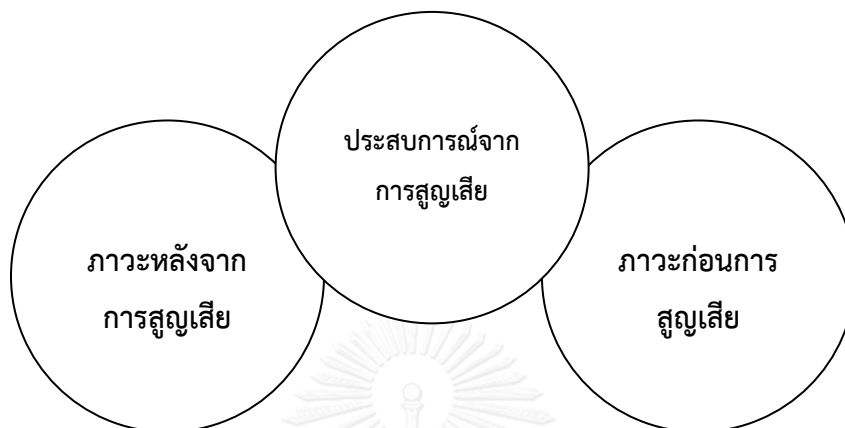 ประสบการณ์จาก
การสูญเสีย
ภาวะหลังจาก
การสูญเสีย
ภาวะก่อนการ
สูญเสีย